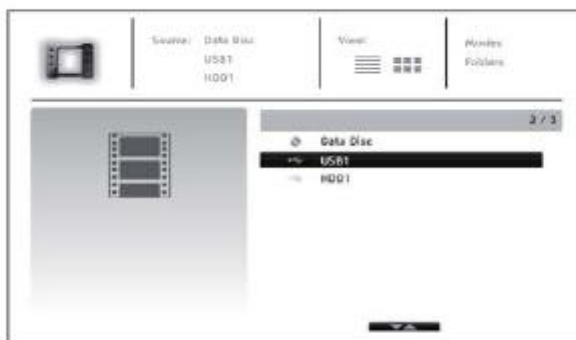 Source: Data Disc
USB1
HDD1
View:
Movies
Folders
2 / 3
Data Disc
USB1
HDD1